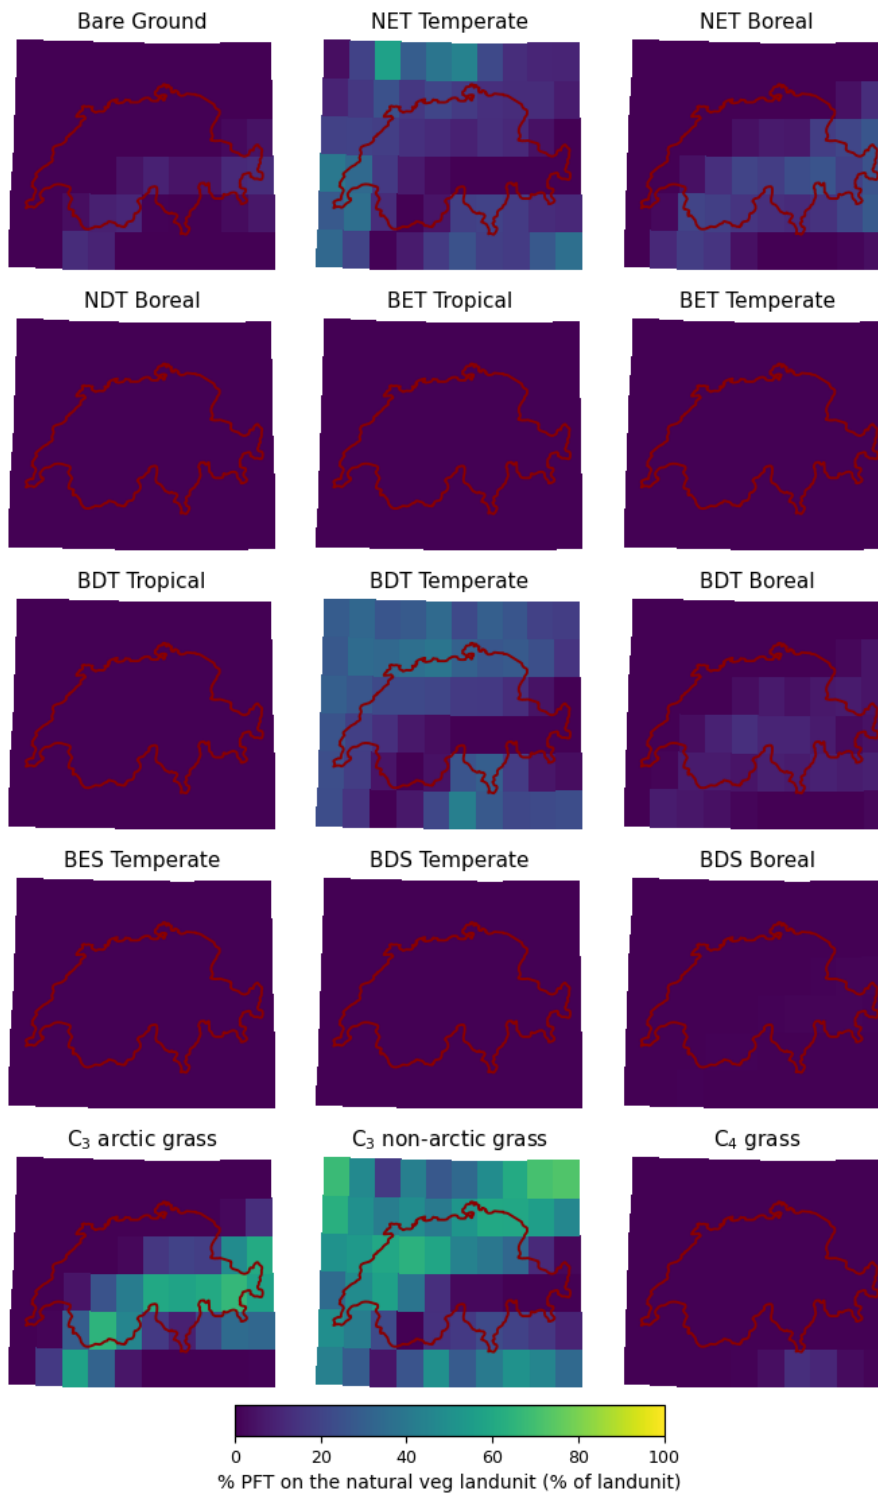 Bare Ground NET Temperate NET Boreal
NDT Boreal BET Tropical BET Temperate
BDT Tropical BDT Temperate BDT Boreal
BES Temperate BDS Temperate BDS Boreal
C₃ arctic grass C₃ non-arctic grass C₄ grass
0 20 40 60 80 100
% PFT on the natural veg landunit (% of landunit)